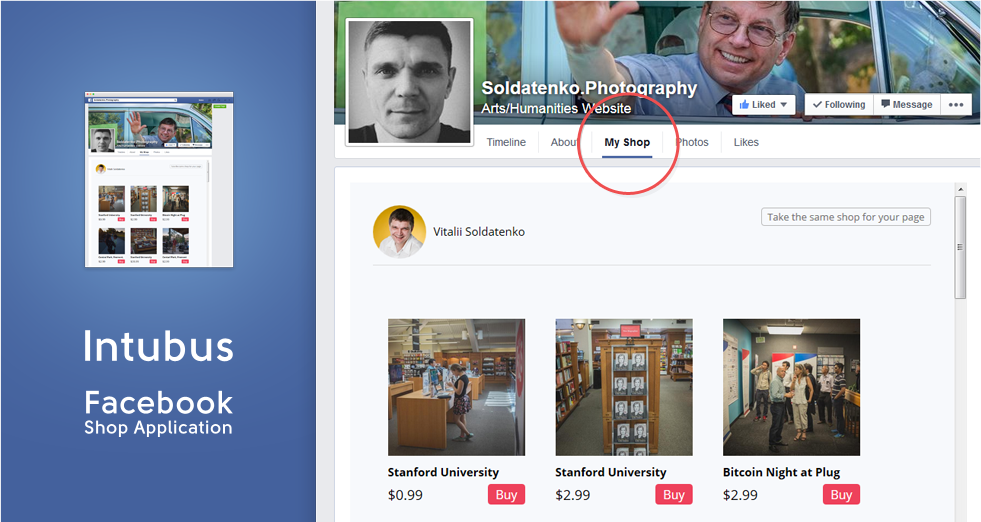 Intubus
Facebook
Shop Application
Soldatenko.Photography
Arts/Humanities Website
Liked
Following
Message
Timeline
About
My Shop
Photos
Likes
Vitalii Soldatenko
Take the same shop for your page
Stanford University
$0.99
Buy
Stanford University
$2.99
Buy
Bitcoin Night at Plug
$2.99
Buy